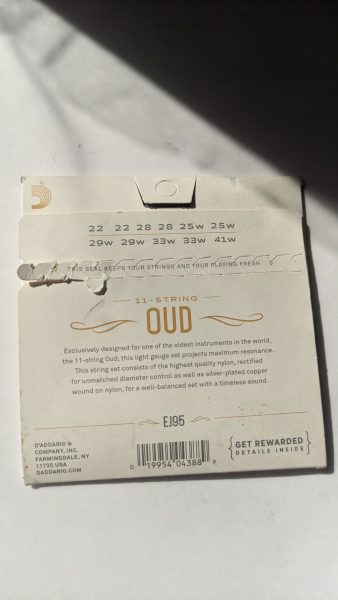 22 22 28 28 25w 25w
29w 29w 33w 33w 41w
THIS SEAL KEEPS YOUR STRINGS AND YOUR PLAYING FRESH
11-STRING
OUD
Exclusively designed for one of the oldest instruments in the world,
the 11-string Oud, this light gauge set projects maximum resonance.
This string set consists of the highest quality nylon, rectified
for unmatched diameter control as well as silver-plated copper
wound on nylon, for a well-balanced set with a timeless sound.
EJ95
D'ADDARIO &
COMPANY, INC.
FARMINGDALE, NY
11735 USA
DADDARIO.COM
0 19954 04388 9
GET REWARDED
DETAILS INSIDE